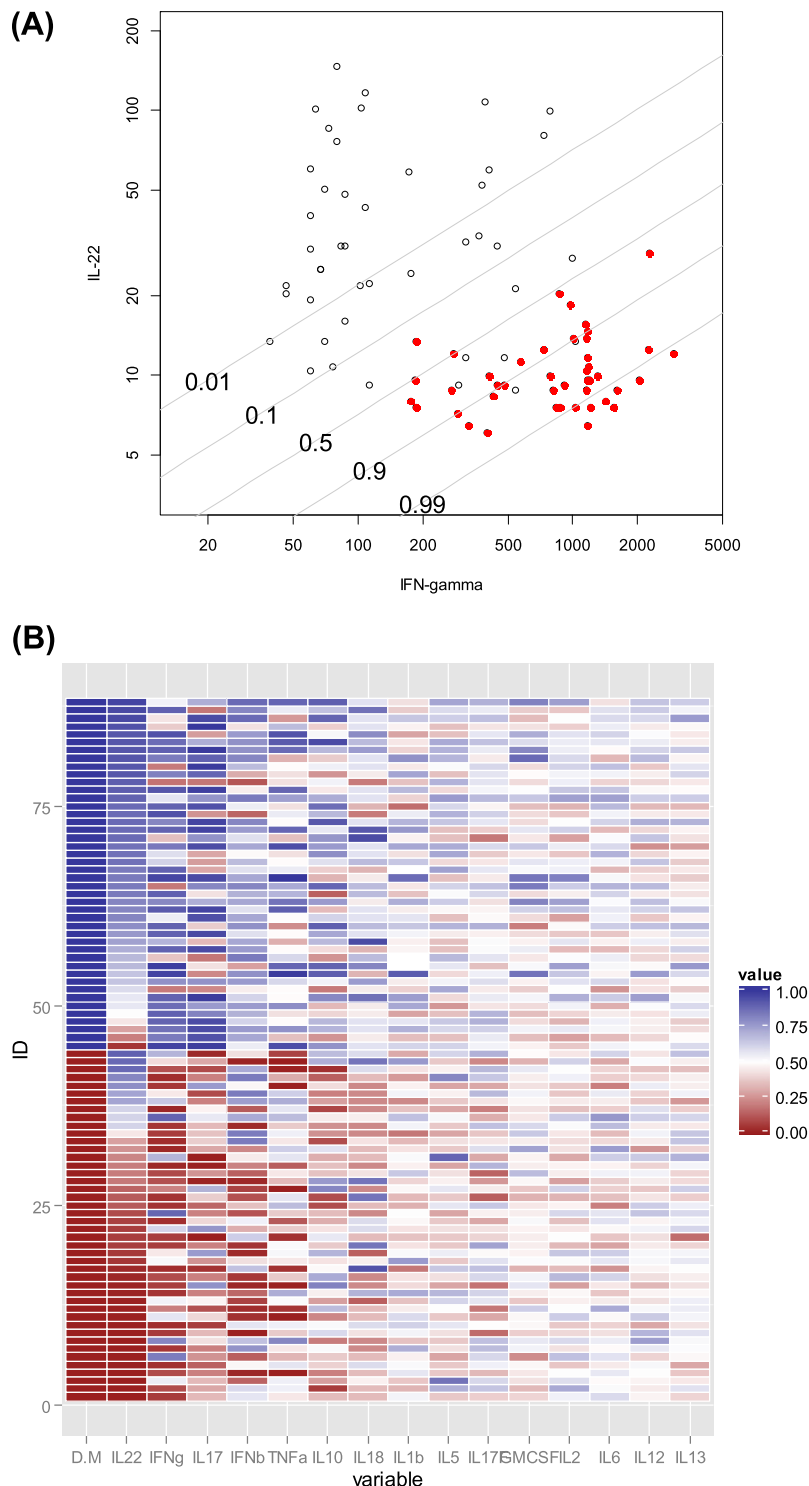 (A)
200
100
50
20
10
5
IL-22
0.01
0.1
0.5
0.9
0.99
20 50 100 200 500 1000 2000 5000
IFN-gamma
(B)
75
50
25
0
ID
value
1.00
0.75
0.50
0.25
0.00
D.M IL22 IFNg IL17 IFNb TNFa IL10 IL18 IL1b IL5 IL17F GMCSF IL2 IL6 IL12 IL13
variable